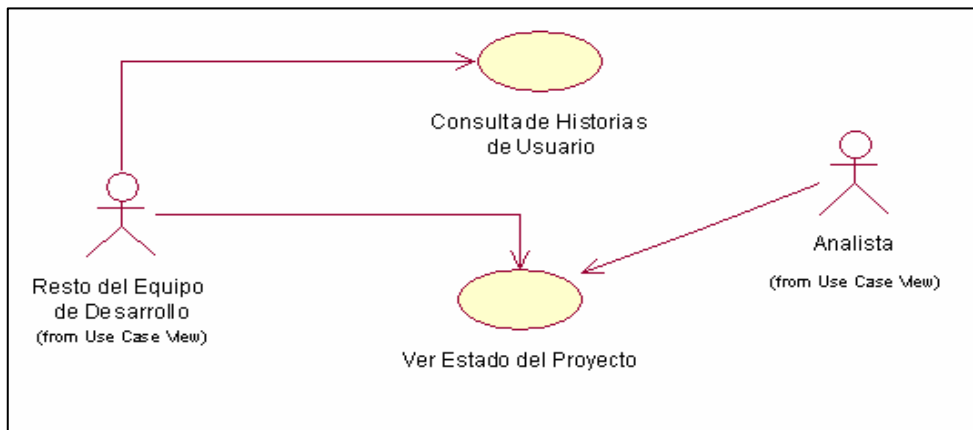 Consulta de Historias
de Usuario
Analista
(from Use Case View)
Resto del Equipo
de Desarrollo
(from Use Case View)
Ver Estado del Proyecto